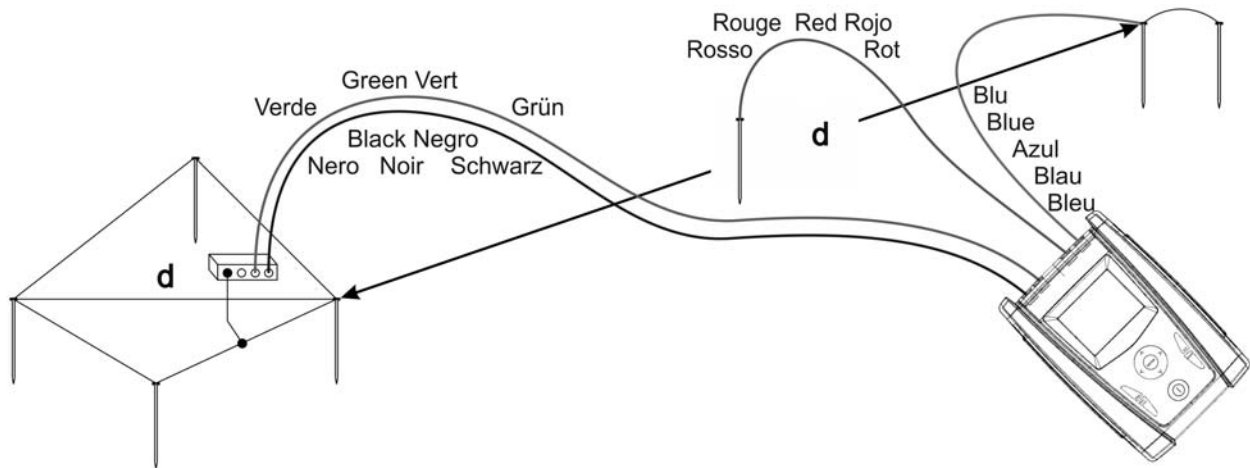 Rouge Red Rojo
Rosso Rot
Green Vert
Verde Grün
Black Negro
Nero Noir Schwarz
d
Blu
Blue
Azul
Blau
Bleu
d